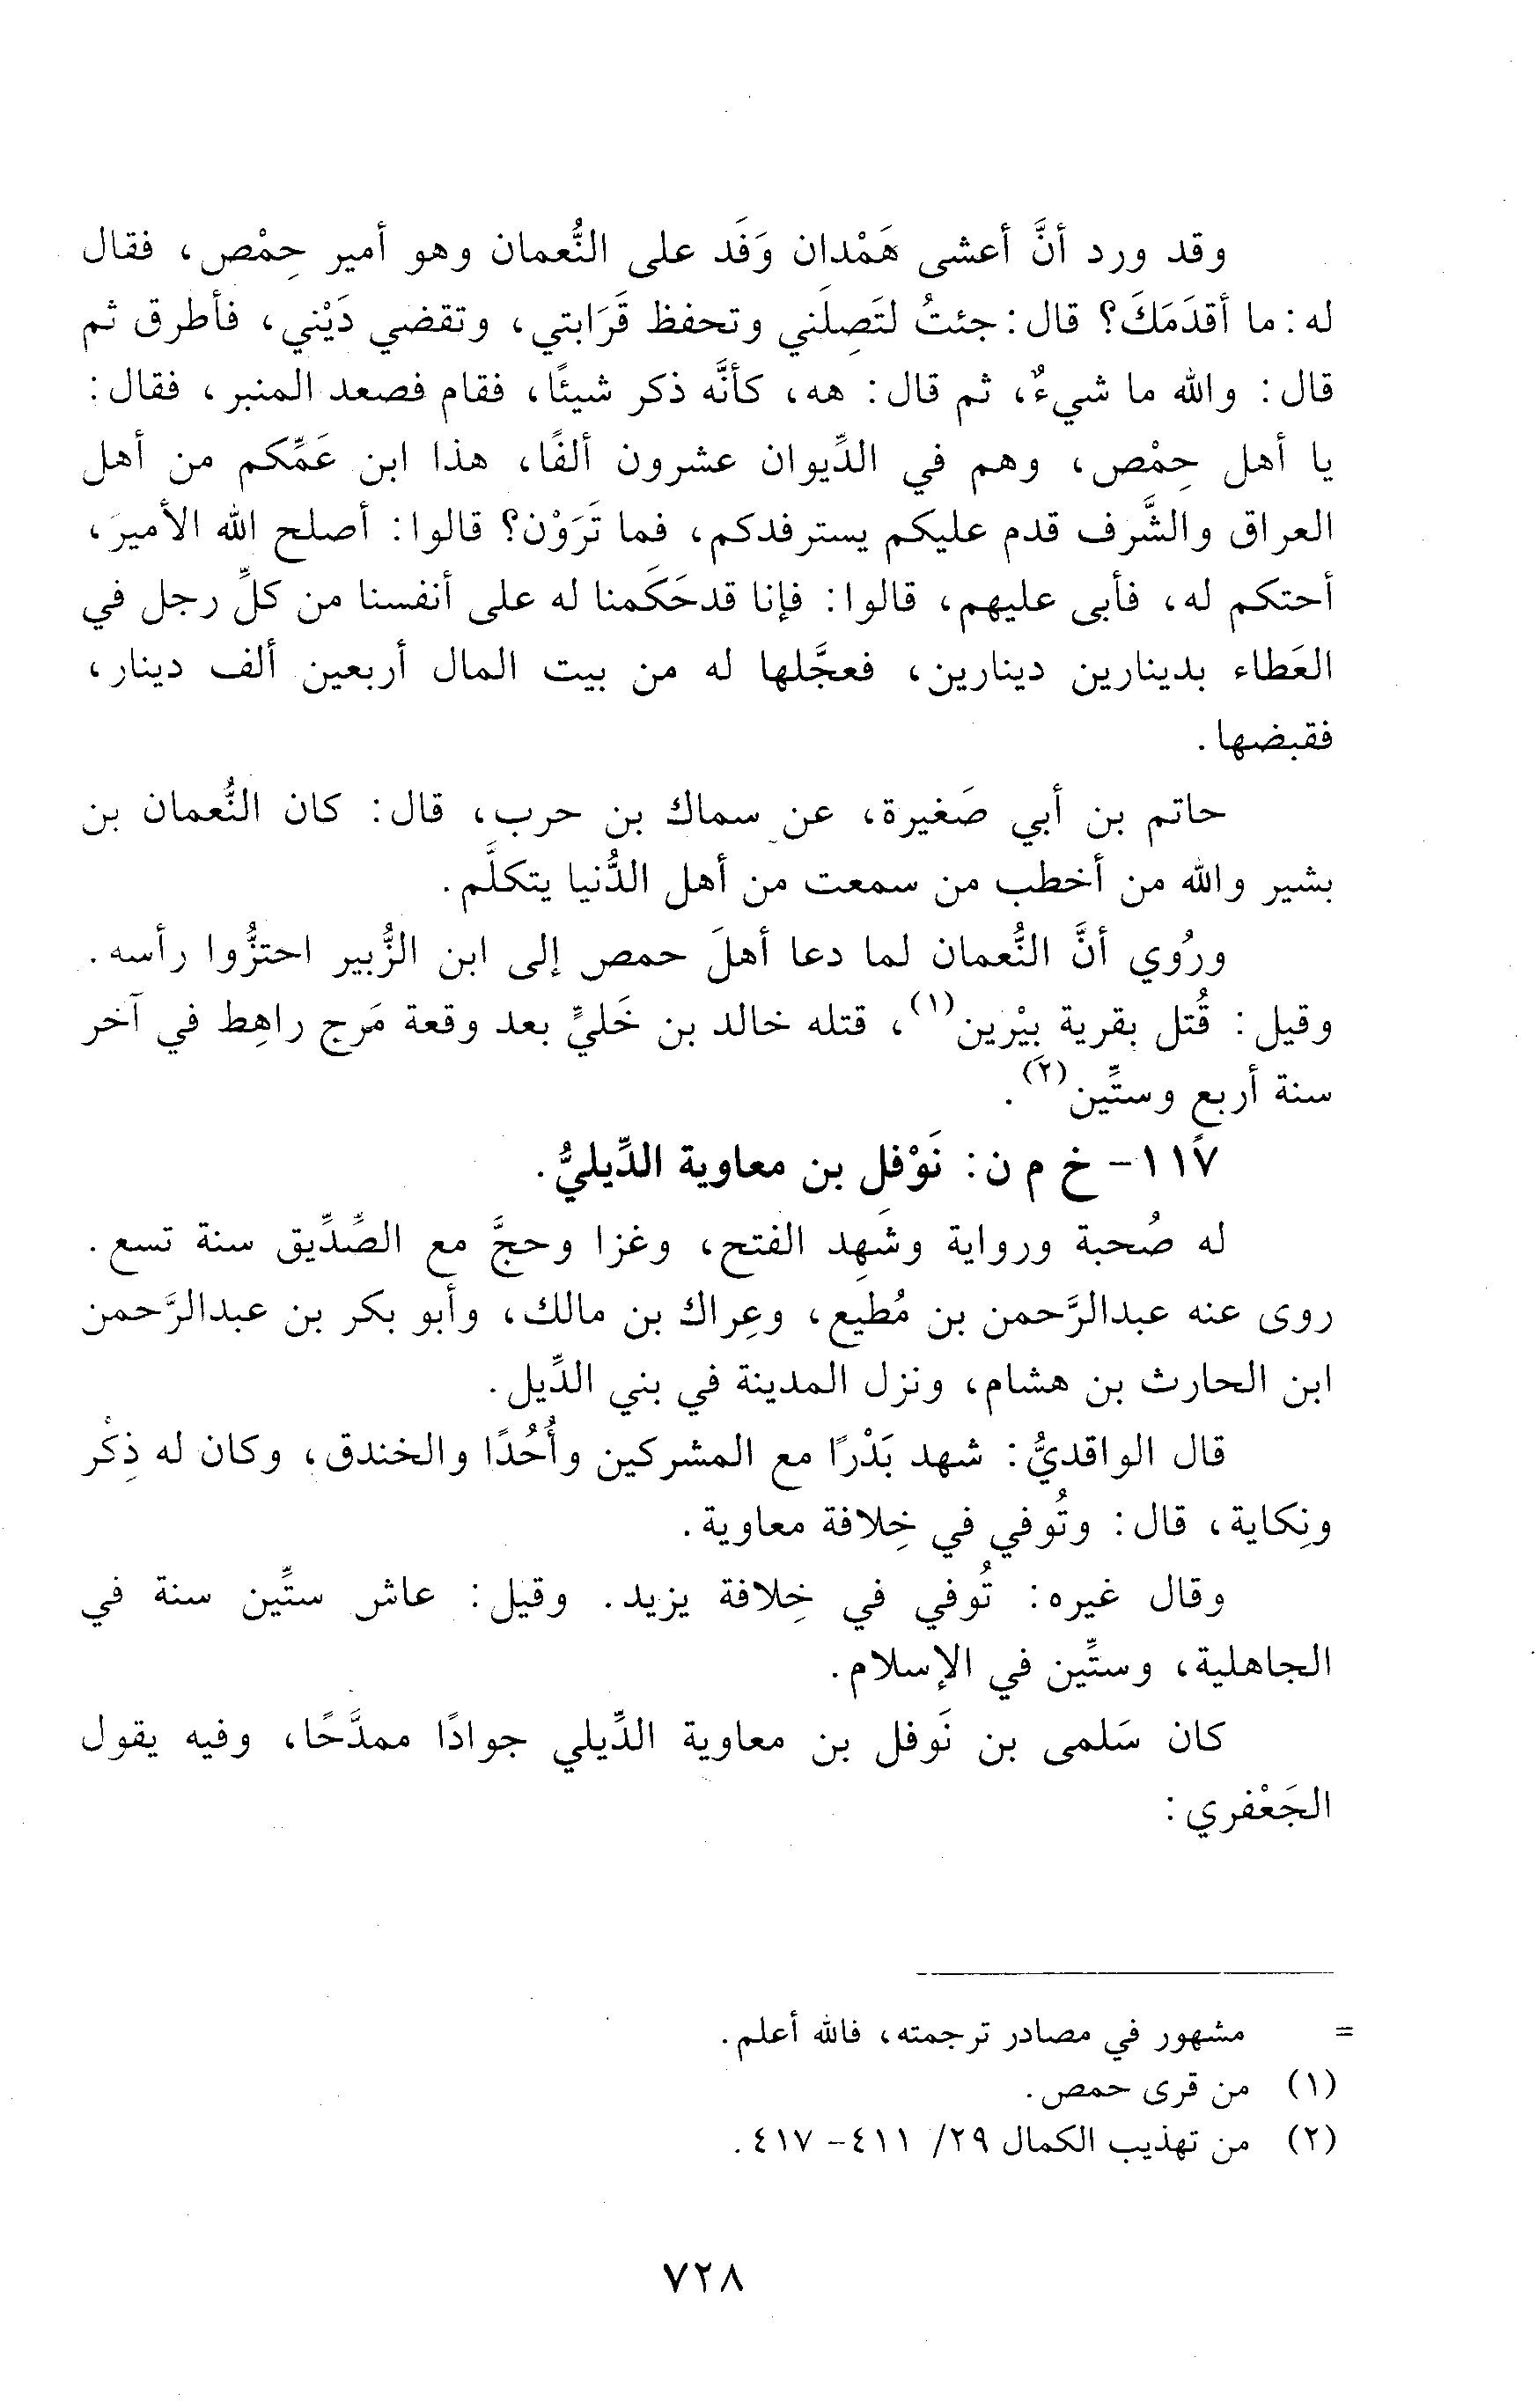 وقد ورد أنَّ أعشى هَمْدان وَفَد على النُّعمان وهو أمير حِمْص، فقال
له: ما أقدَمَكَ؟ قال: جئتُ لتَصِلَني وتحفظ قَرَابتي، وتقضي دَيْني، فأطرق ثم
قال: والله ما شيءٌ، ثم قال: هه، كأنَّه ذكر شيئًا، فقام فصعد المنبر، فقال:
يا أهل حِمْص، وهم في الدِّيوان عشرون ألفًا، هذا ابن عَمِّكم من أهل
العراق والشَّرف قدم عليكم يسترفدكم، فما تَرَوْن؟ قالوا: أصلح الله الأميرَ،
أحتكم له، فأبى عليهم، قالوا: فإنا قدحَكَمنا له على أنفسنا من كلِّ رجل في
العَطاء بدينارين دينارين، فعجَّلها له من بيت المال أربعين ألف دينار،
فقبضها.
حاتم بن أبي صَغيرة، عن سماك بن حرب، قال: كان النُّعمان بن
بشير والله من أخطب من سمعت من أهل الدُّنيا يتكلَّم.
ورُوي أنَّ النُّعمان لما دعا أهلَ حمص إلى ابن الزُّبير احتزُّوا رأسه.
وقيل: قُتل بقرية بيْرين(١)، قتله خالد بن خَليٍّ بعد وقعة مَرج راهِط في آخر
سنة أربع وستِّين(٢).
١١٧- خ م ن: نَوْفل بن معاوية الدِّيليُّ.
له صُحبة ورواية وشَهِد الفتح، وغزا وحجَّ مع الصِّدِّيق سنة تسع.
روى عنه عبدالرَّحمن بن مُطيع، وعِراك بن مالك، وأبو بكر بن عبدالرَّحمن
ابن الحارث بن هشام، ونزل المدينة في بني الدِّيل.
قال الواقديُّ: شهد بَدْرًا مع المشركين وأُحُدًا والخندق، وكان له ذِكْر
ونِكاية، قال: وتُوفي في خِلافة معاوية.
وقال غيره: تُوفي في خِلافة يزيد. وقيل: عاش ستِّين سنة في
الجاهلية، وستِّين في الإسلام.
كان سَلمى بن نَوفل بن معاوية الدِّيلي جوادًا ممدَّحًا، وفيه يقول
الجَعْفري:
= مشهور في مصادر ترجمته، فالله أعلم.
(١) من قرى حمص.
(٢) من تهذيب الكمال ٢٩/ ٤١١- ٤١٧.
٧٢٨